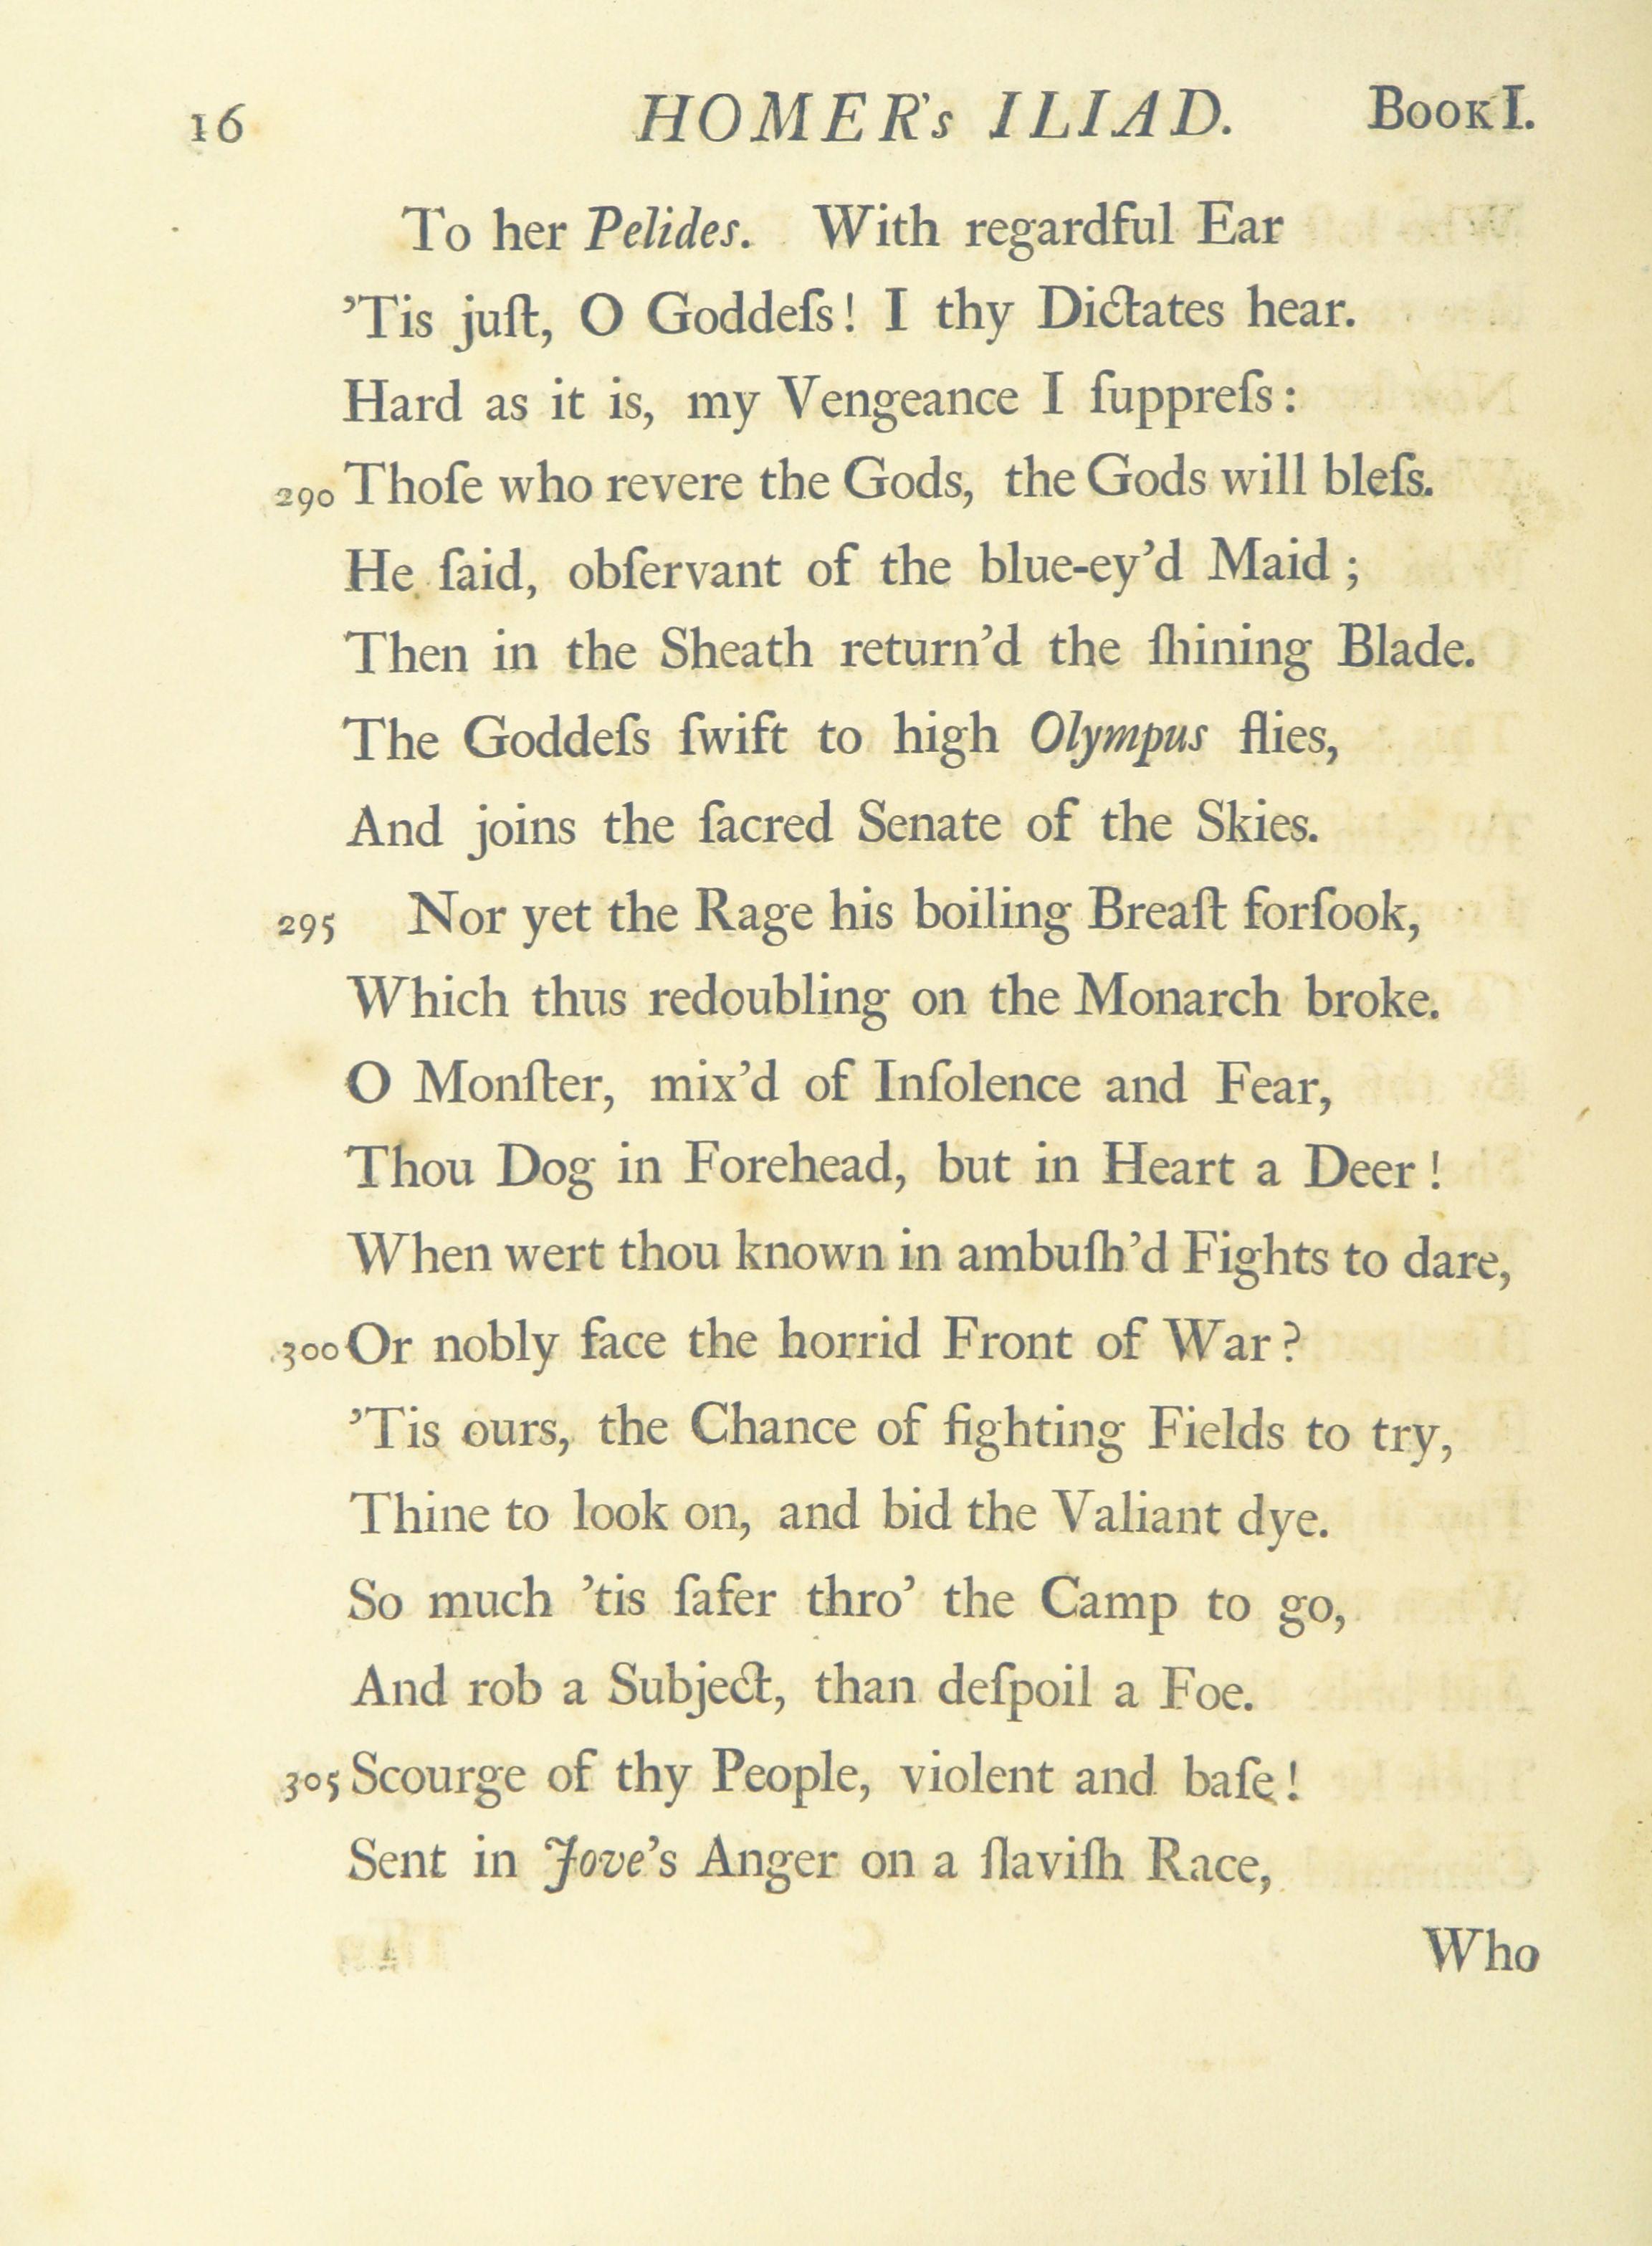 16 HOMER's ILIAD. BOOK I.
To her Pelides. With regardful Ear
’Tis juſt, O Goddeſs! I thy Dictates hear.
Hard as it is, my Vengeance I ſuppreſs:
290 Thoſe who revere the Gods, the Gods will bleſs.
He ſaid, obſervant of the blue-ey’d Maid;
Then in the Sheath return’d the ſhining Blade.
The Goddeſs ſwift to high Olympus flies,
And joins the ſacred Senate of the Skies.
295 Nor yet the Rage his boiling Breaſt forſook,
Which thus redoubling on the Monarch broke.
O Monſter, mix’d of Inſolence and Fear,
Thou Dog in Forehead, but in Heart a Deer!
When wert thou known in ambuſh’d Fights to dare,
300 Or nobly face the horrid Front of War?
’Tis ours, the Chance of fighting Fields to try,
Thine to look on, and bid the Valiant dye.
So much ’tis ſafer thro’ the Camp to go,
And rob a Subject, than deſpoil a Foe.
305 Scourge of thy People, violent and baſe!
Sent in Jove’s Anger on a ſlaviſh Race,
Who